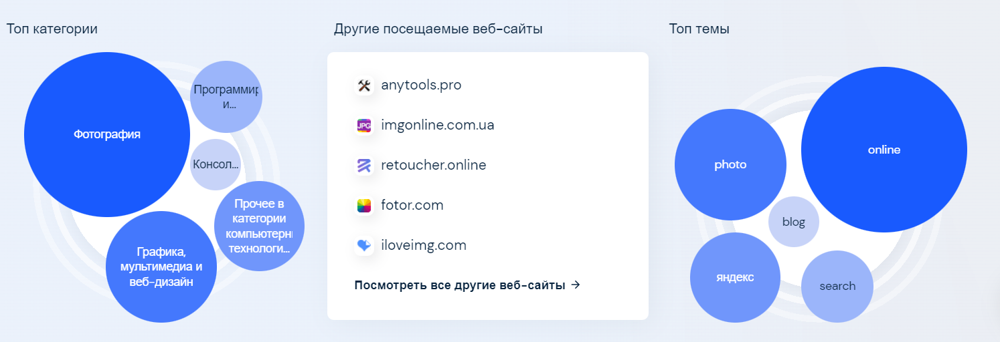 Топ категории
Фотография
Программир
и...
Консол...
Прочее в
категории
компьютерн
технологи...
Графика,
мультимедиа и
веб-дизайн
Другие посещаемые веб-сайты
anytools.pro
JPG
imgonline.com.ua
retoucher.online
fotor.com
iloveimg.com
Посмотреть все другие веб-сайты →
Топ темы
online
photo
blog
яндекс
search